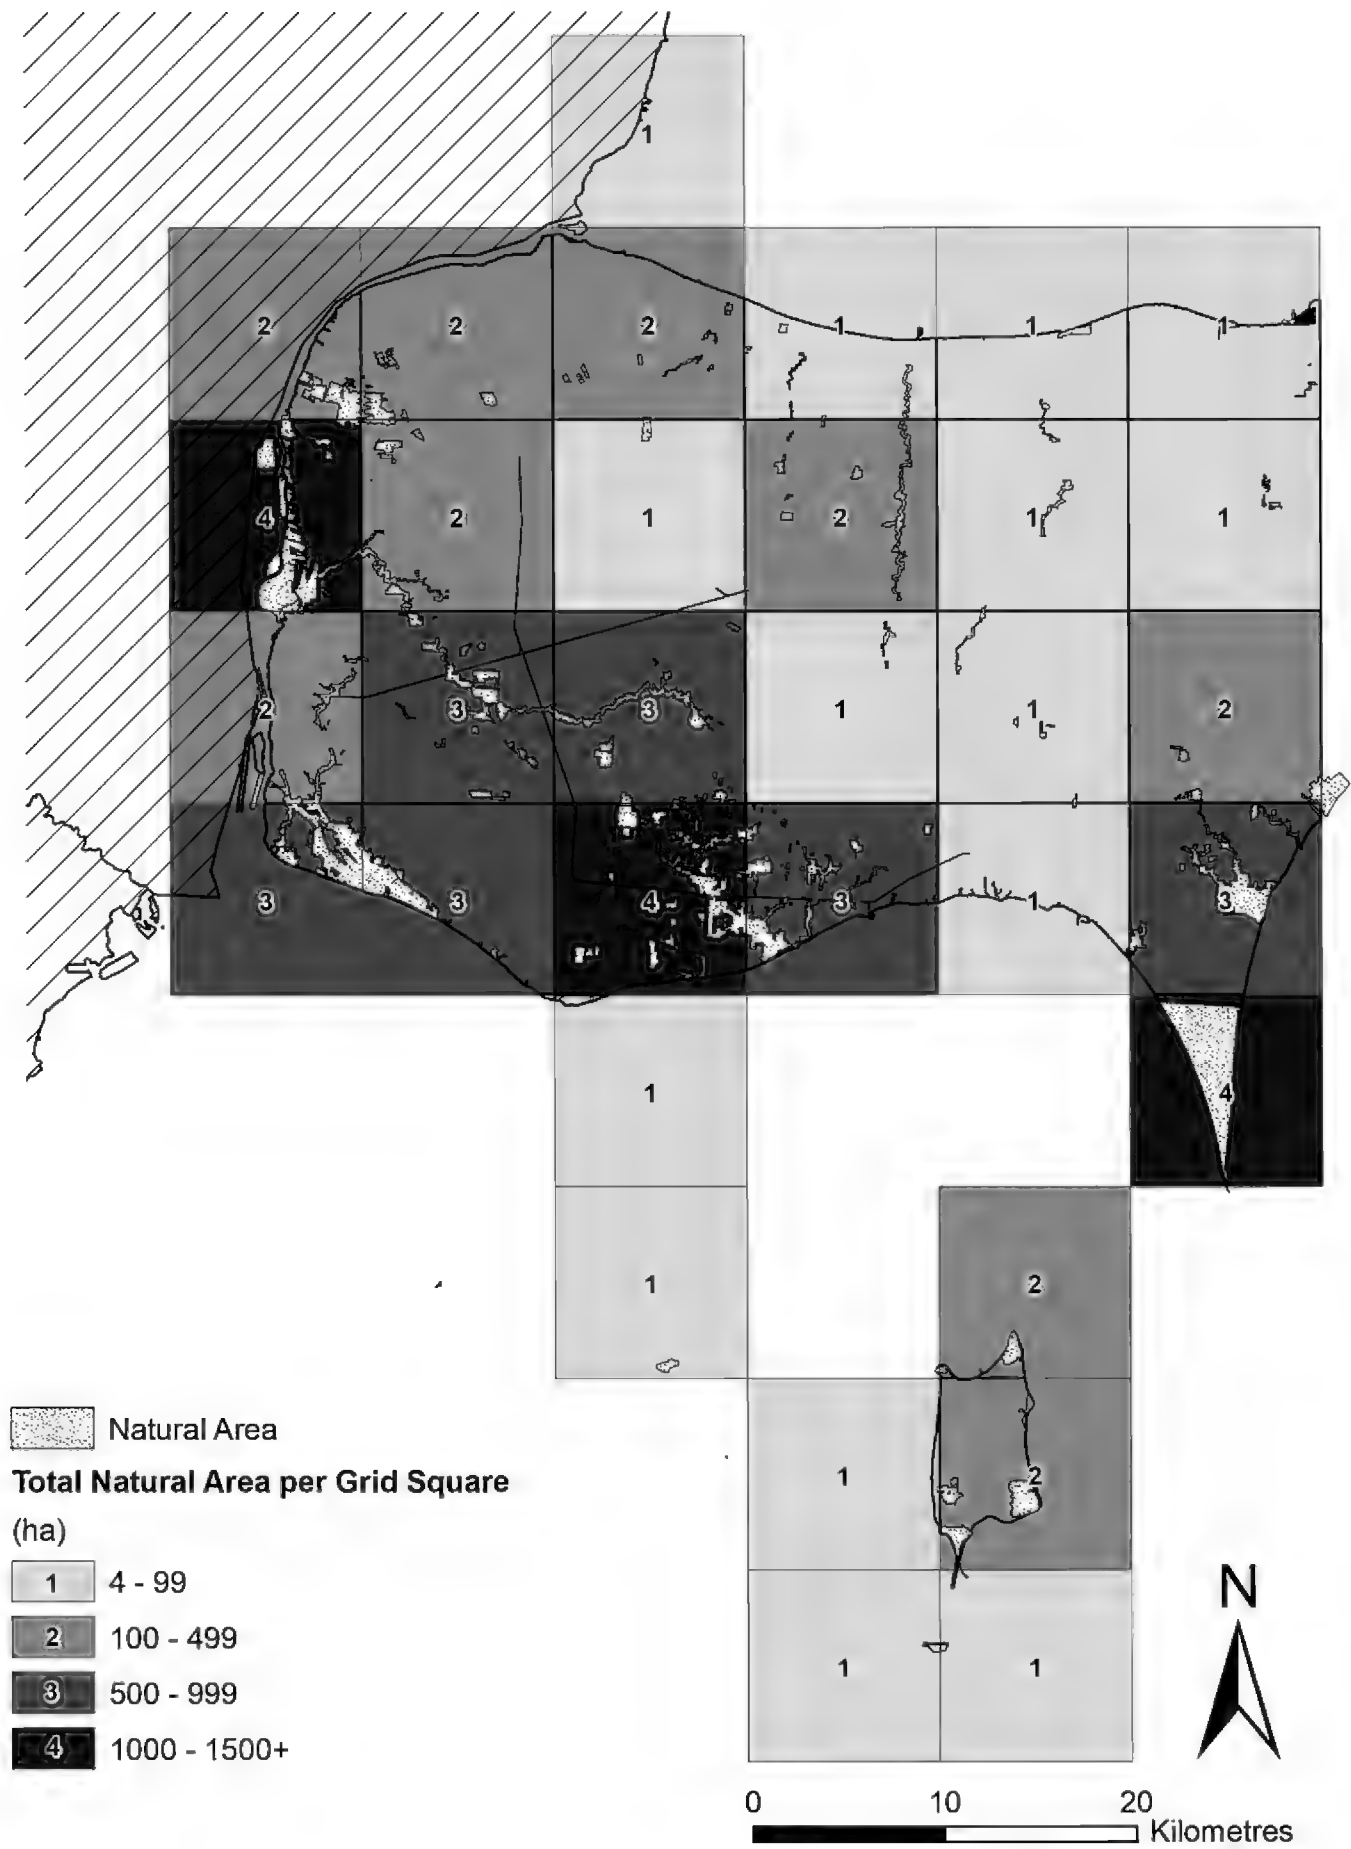 1
2 2 2 1 1 1
4 2 1 2 1 1
2 3 3 1 1 2
3 3 4 3 1 3
1 4
1 2
Natural Area
Total Natural Area per Grid Square
1 2
(ha)
1 4 - 99
2 100 - 499
N
1 1
3 500 - 999
4 1000 - 1500+
0 10 20
Kilometres